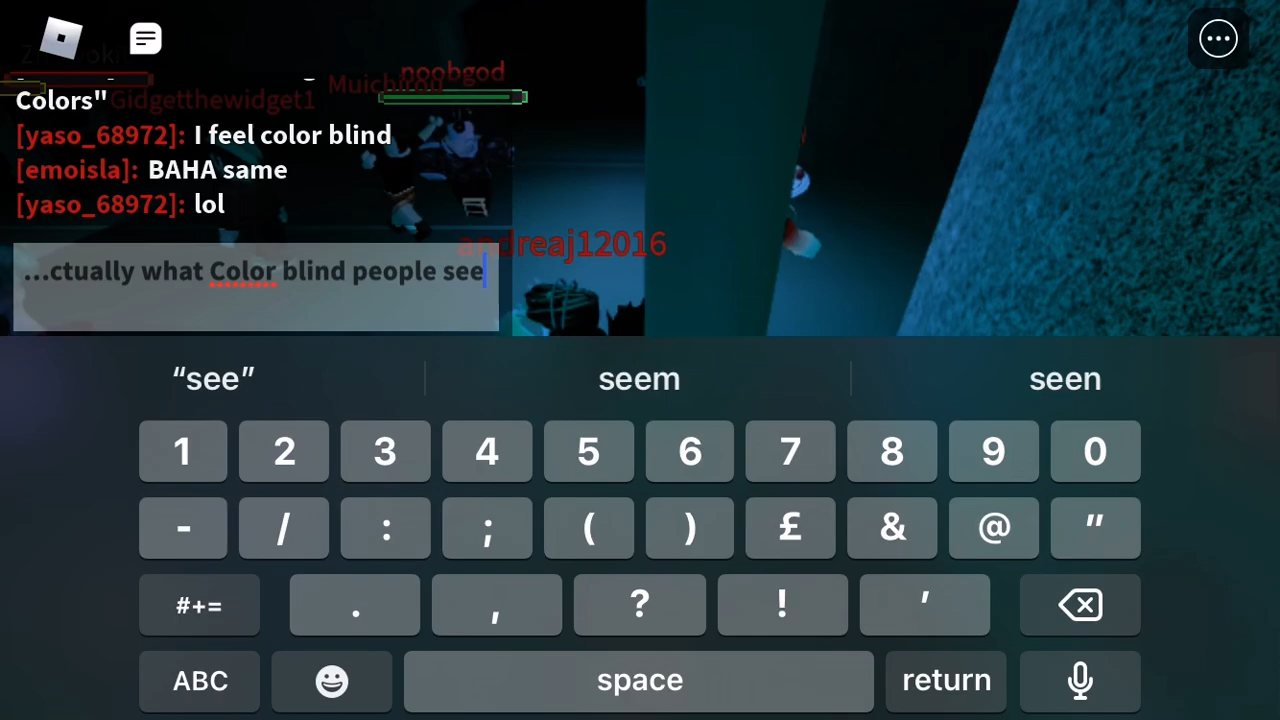 Colors"
Gidgetthewidget1
Muichirou
noobgod
[yaso_68972]: I feel color blind
[emoisla]: BAHA same
[yaso_68972]: lol
andreaj12016
...ctually what Color blind people see
“see”
seem
seen
1 2 3 4 5 6 7 8 9 0
- / : ; ( ) £ & @ "
#+= . , ? ! '
ABC space return